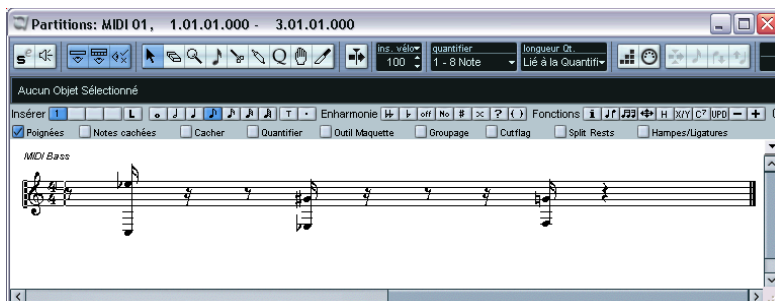 Partitions: MIDI 01, 1.01.01.000 - 3.01.01.000
ins. vélo quantifier longueur Qt.
100 1 - 8 Note Lié à la Quantifi
Aucun Objet Sélectionné
Insérer 1 L T Enharmonie off No # × ? ( ) Fonctions i H X/Y C7 UPD − +
Poignées Notes cachées Cacher Quantifier Outil Maquette Groupage Cutflag Split Rests Hampes/Ligatures
MIDI Bass
4
4